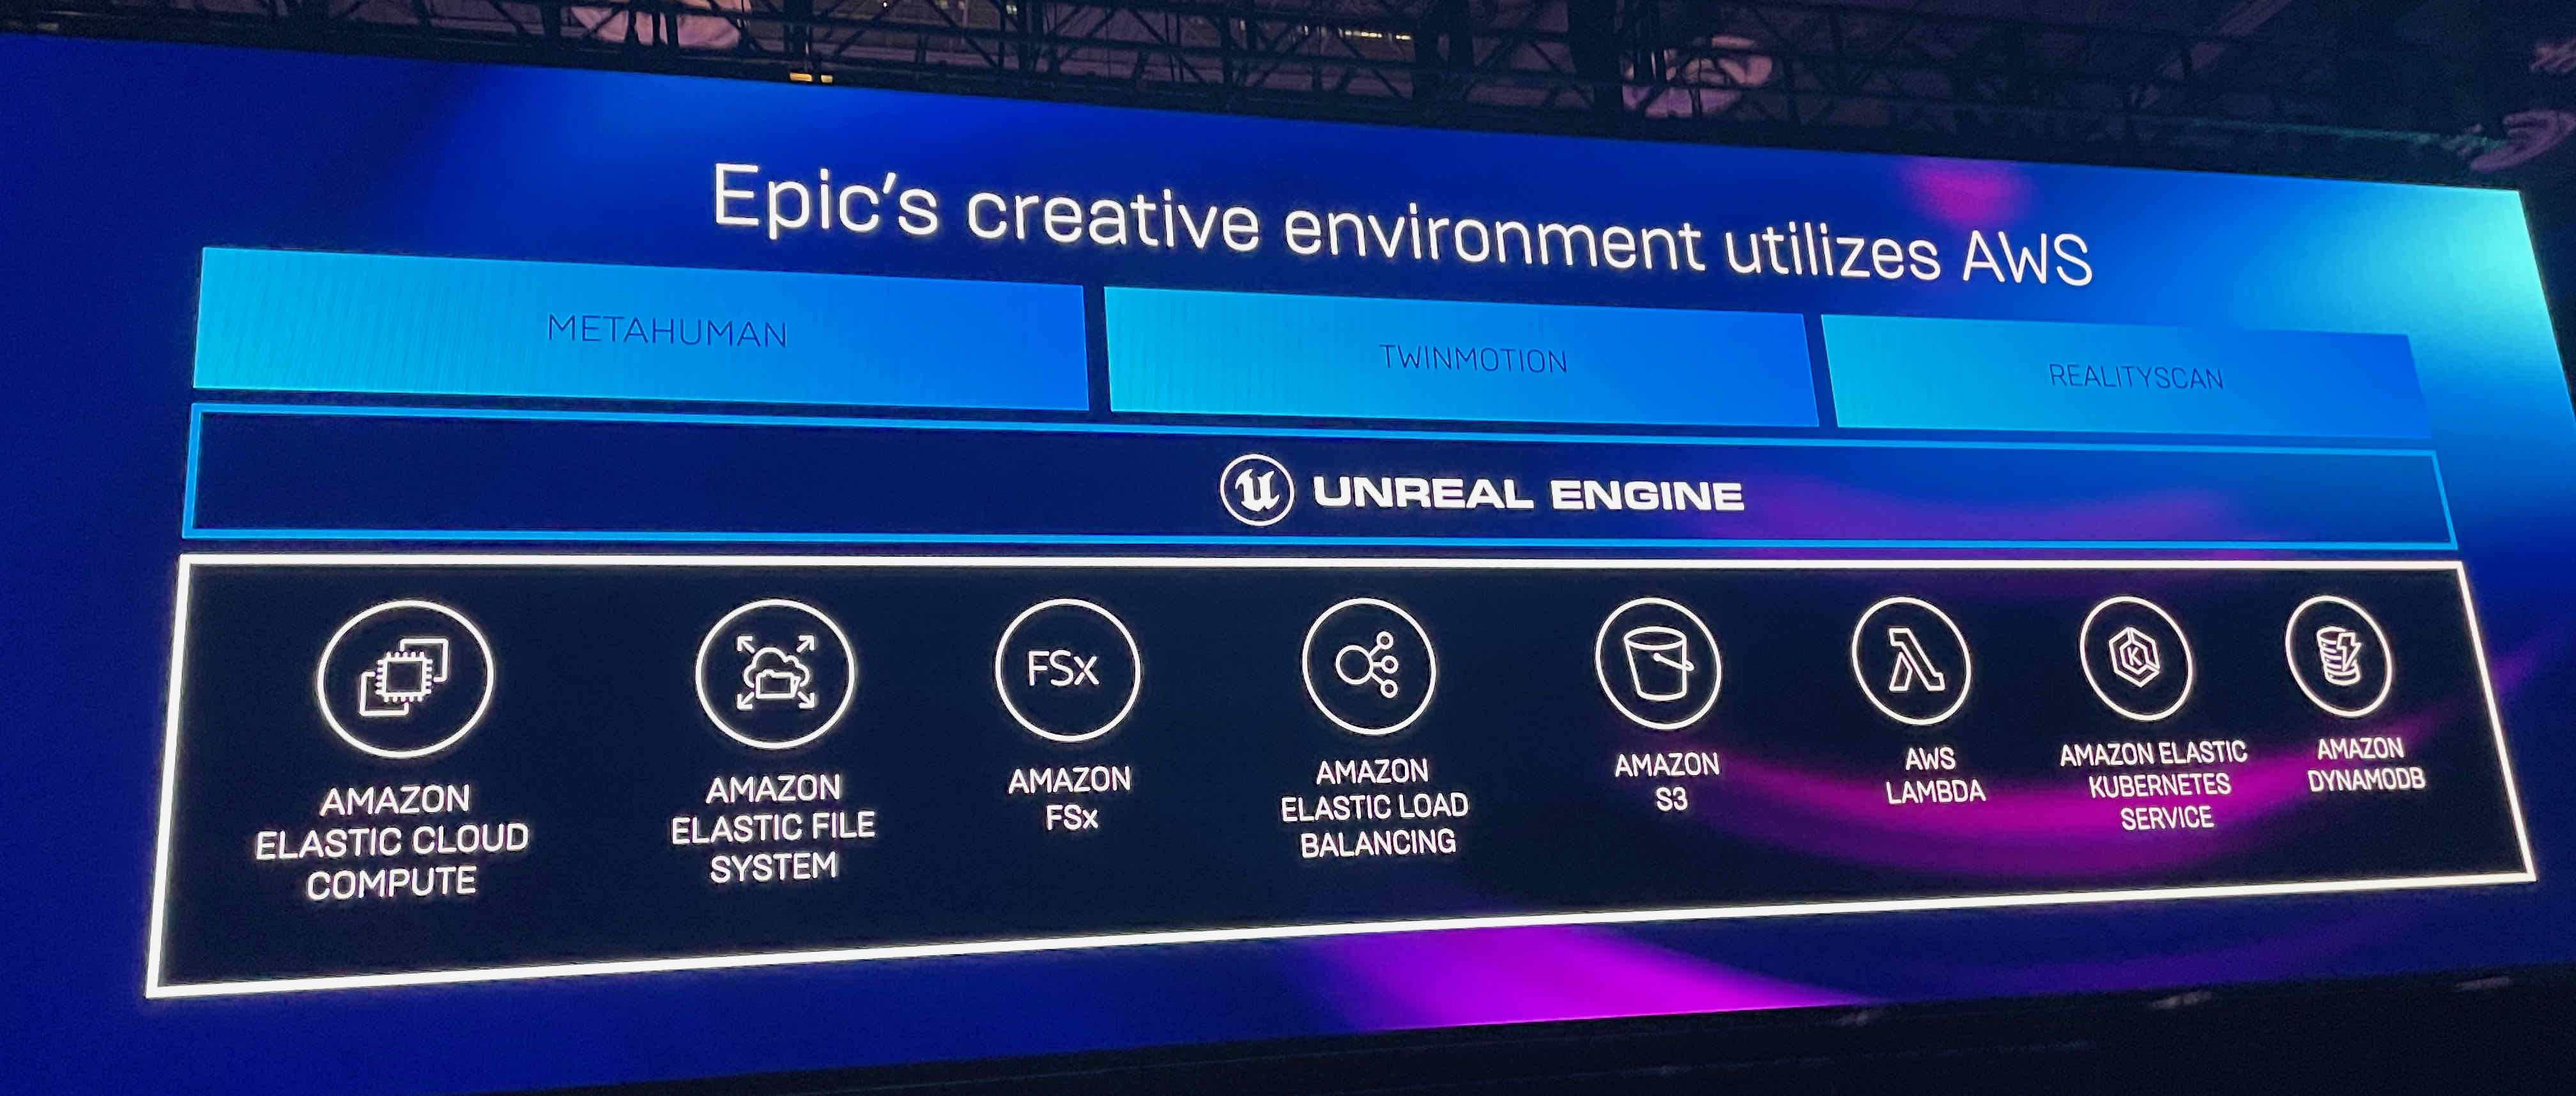 Epic's creative environment utilizes AWS
METAHUMAN
TWINMOTION
REALITYSCAN
UNREAL ENGINE
FSx
K
AMAZON
ELASTIC CLOUD
COMPUTE
AMAZON
ELASTIC FILE
SYSTEM
AMAZON
FSx
AMAZON
ELASTIC LOAD
BALANCING
AMAZON
S3
AWS
LAMBDA
AMAZON ELASTIC
KUBERNETES
SERVICE
AMAZON
DYNAMODB